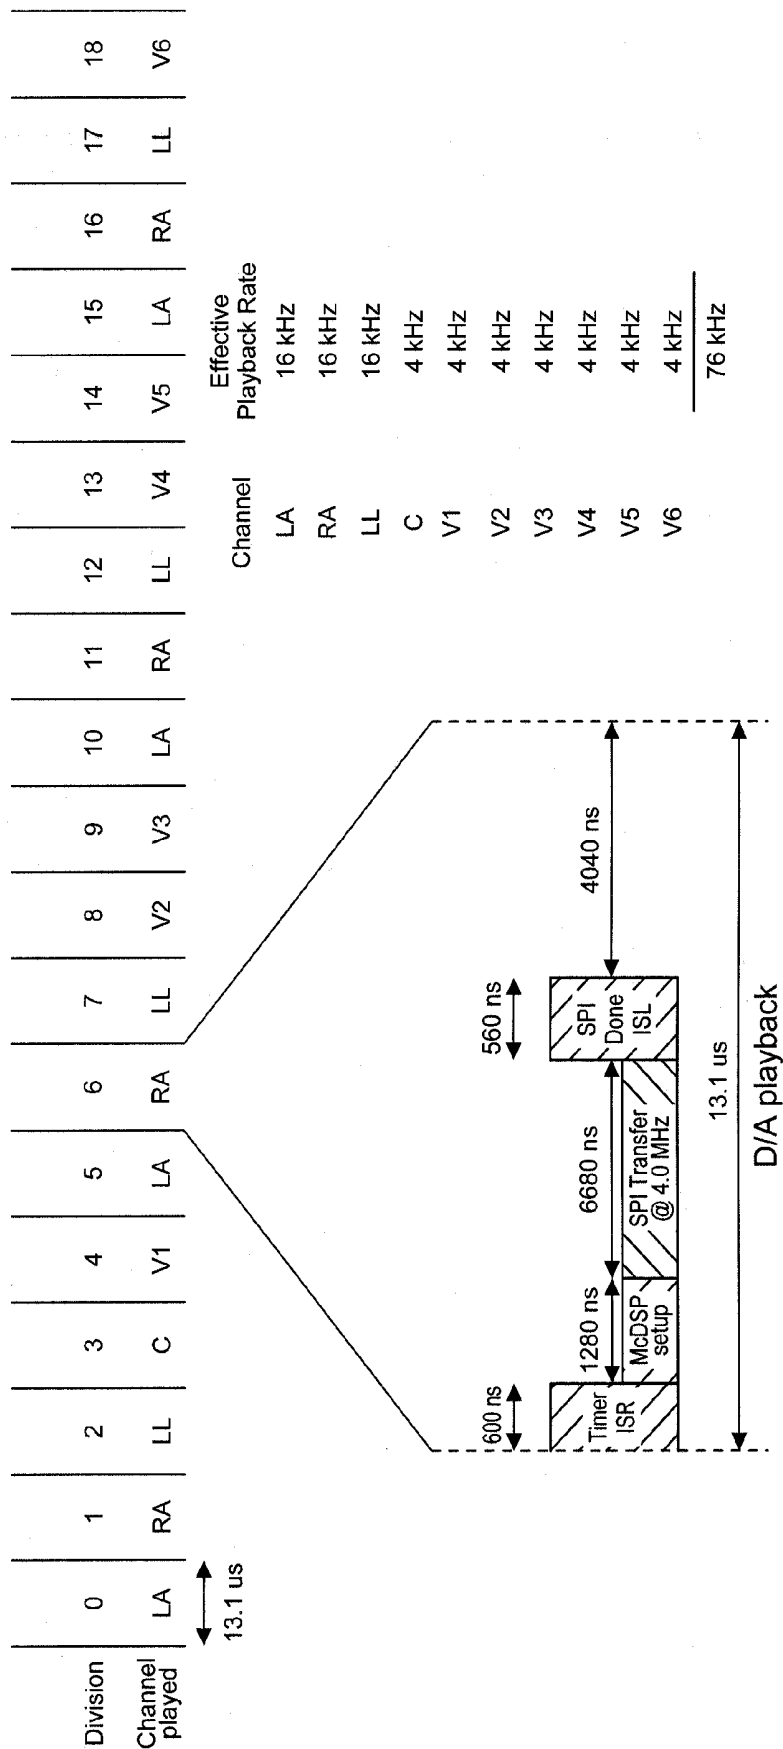 Division 0 1 2 3 4 5 6 7 8 9 10 11 12 13 14 15 16 17 18
Channel played LA RA LL C V1 LA RA LL V2 V3 LA RA LL V4 V5 LA RA LL V6
13.1 us
Channel Effective Playback Rate
LA 16 kHz
RA 16 kHz
LL 16 kHz
C 4 kHz
V1 4 kHz
V2 4 kHz
V3 4 kHz
V4 4 kHz
V5 4 kHz
V6 4 kHz
76 kHz
600 ns
1280 ns
6680 ns
560 ns
4040 ns
Timer
ISR
McDSP
setup
SPI Transfer
@ 4.0 MHz
SPI
Done
ISL
13.1 us
D/A playback